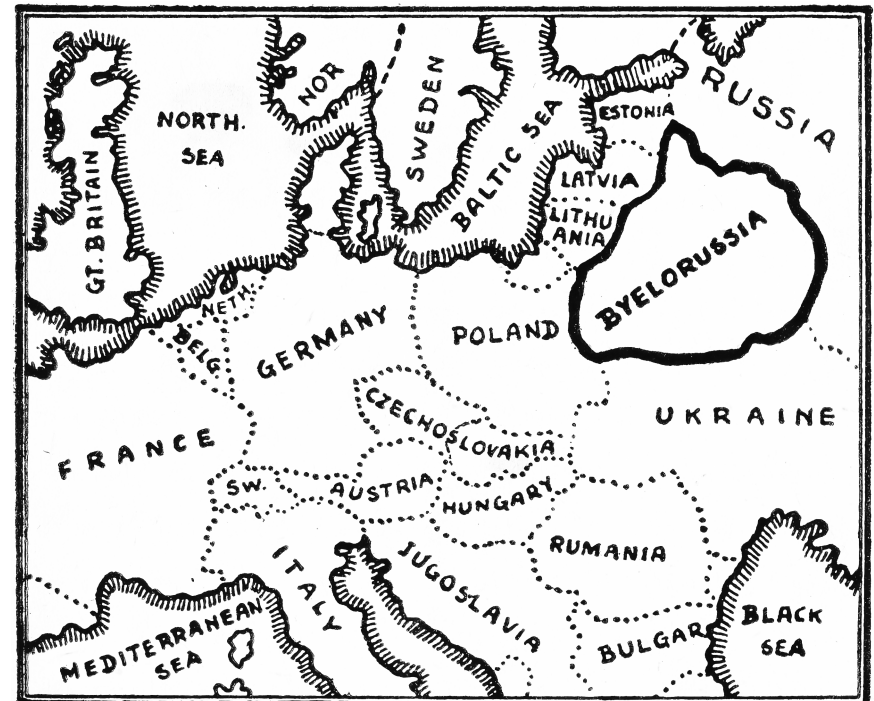 NOR
SWEDEN
RUSSIA
NORTH.
SEA
ESTONIA
BALTIC SEA
GT. BRITAIN
LATVIA
LITHU
ANIA
BYELORUSSIA
NETH.
BELG.
GERMANY
POLAND
CZECHOSLOVAKIA
UKRAINE
FRANCE
SW.
AUSTRIA
HUNGARY
RUMANIA
ITALY
JUGOSLAVIA
MEDITERRANEAN
SEA
BULGAR
BLACK
SEA